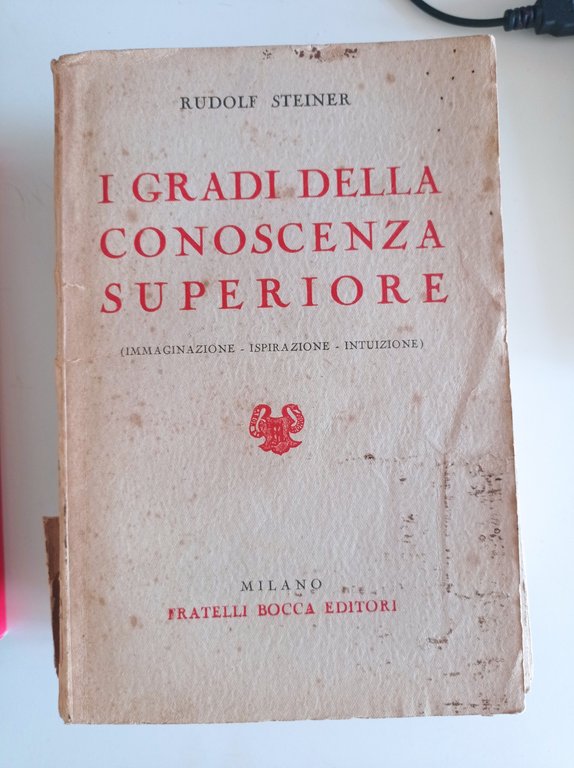 RUDOLF STEINER
I GRADI DELLA
CONOSCENZA
SUPERIORE
(IMMAGINAZIONE - ISPIRAZIONE - INTUIZIONE)
MILANO
FRATELLI BOCCA EDITORI